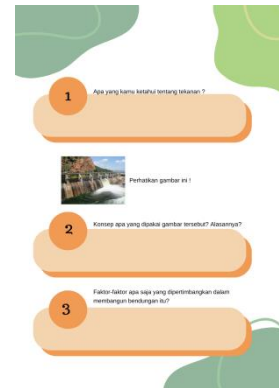 1
Apa yang kamu ketahui tentang tekanan ?
Perhatikan gambar ini !
2
Konsep apa yang dipakai gambar tersebut? Alasannya?
3
Faktor-faktor apa saja yang dipertimbangkan dalam
membangun bendungan itu?